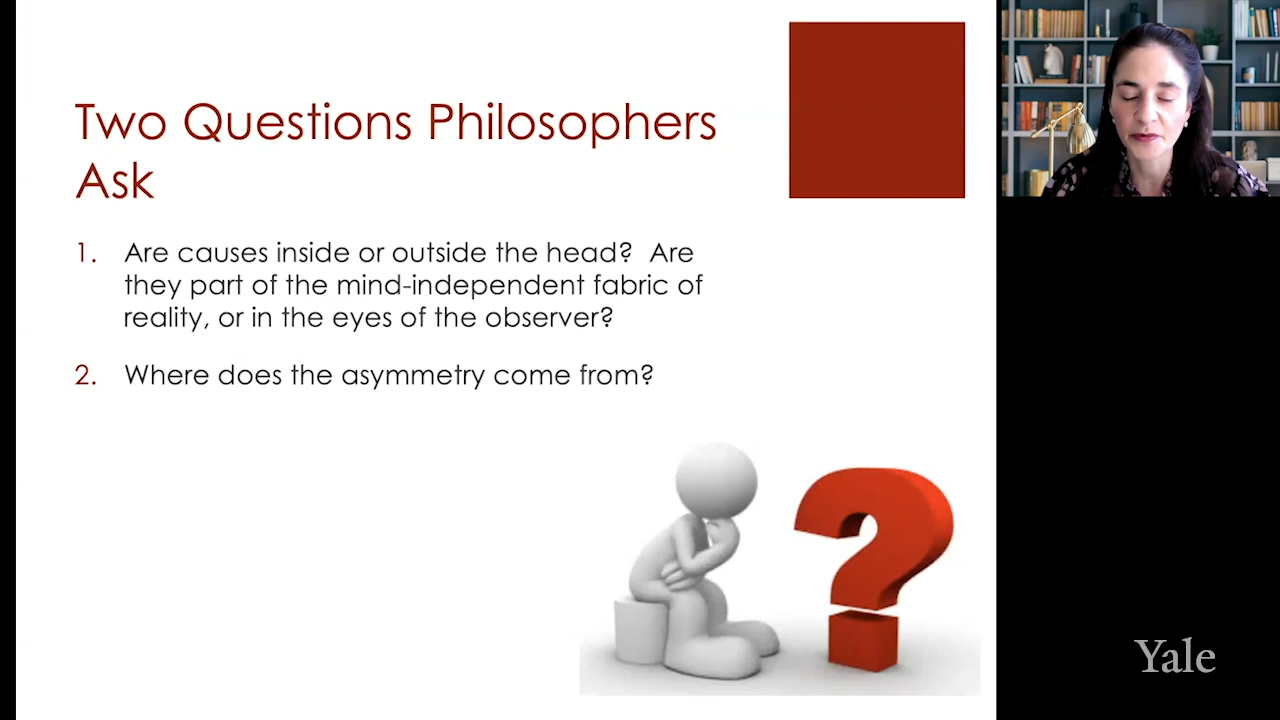 Two Questions Philosophers
Ask
1. Are causes inside or outside the head?  Are
they part of the mind-independent fabric of
reality, or in the eyes of the observer?
2. Where does the asymmetry come from?
Yale